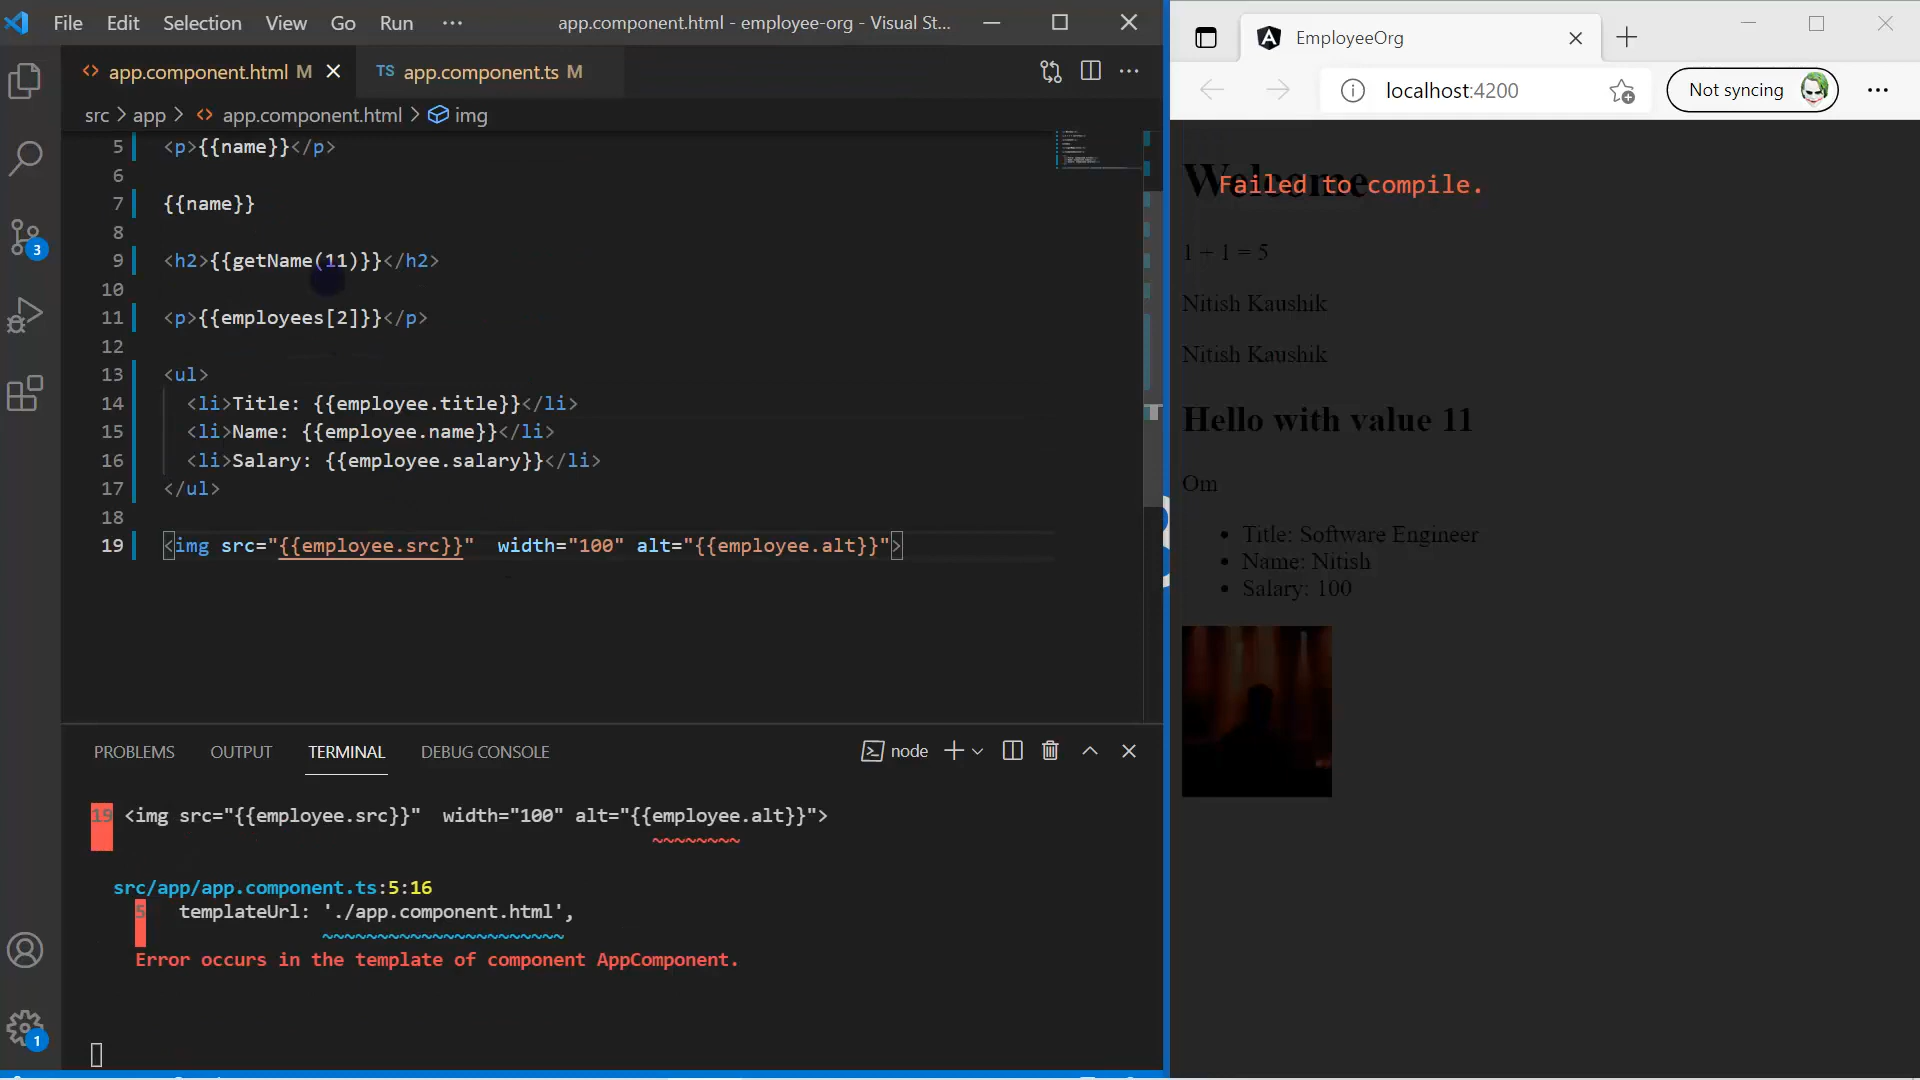 File Edit Selection View Go Run ··· app.component.html - employee-org - Visual St...
app.component.html M TS app.component.ts M
src > app > app.component.html > img
5 <p>{{name}}</p>
6
7 {{name}}
8
9 <h2>{{getName(11)}}</h2>
10
11 <p>{{employees[2]}}</p>
12
13 <ul>
14 <li>Title: {{employee.title}}</li>
15 <li>Name: {{employee.name}}</li>
16 <li>Salary: {{employee.salary}}</li>
17 </ul>
18
19 <img src="{{employee.src}}"  width="100" alt="{{employee.alt}}">
3
1
PROBLEMS OUTPUT TERMINAL DEBUG CONSOLE node
19 <img src="{{employee.src}}"  width="100" alt="{{employee.alt}}">
~~~~~~~~
src/app/app.component.ts:5:16
5 templateUrl: './app.component.html',
~~~~~~~~~~~~~~~~~~~~~~
Error occurs in the template of component AppComponent.
EmployeeOrg
localhost:4200 Not syncing
Welcome
Failed to compile.
1 + 1 = 5
Nitish Kaushik
Nitish Kaushik
Hello with value 11
Om
• Title: Software Engineer
• Name: Nitish
• Salary: 100